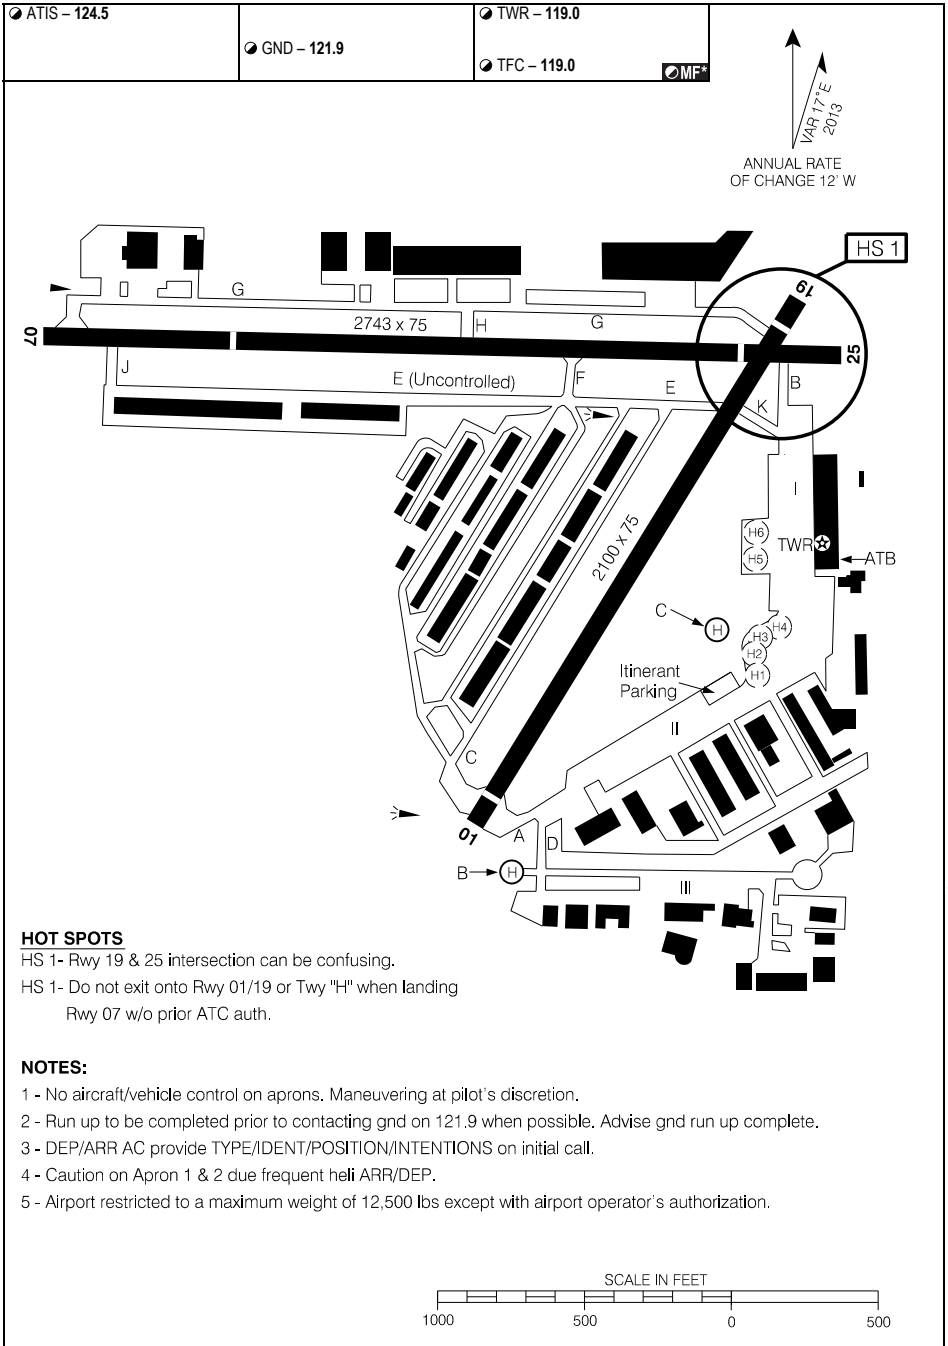 ATIS – 124.5
GND – 121.9
TWR – 119.0
TFC – 119.0
MF*
VAR 17°E
2013
ANNUAL RATE
OF CHANGE 12' W
HS 1
G
2743 x 75
H
G
19
07
25
J
E (Uncontrolled)
F
E
B
K
I
2100 x 75
H6
H5
TWR
ATB
C
H
H4
H3
H2
H1
Itinerant
Parking
II
C
01
A
D
B
H
III
HOT SPOTS
HS 1- Rwy 19 & 25 intersection can be confusing.
HS 1- Do not exit onto Rwy 01/19 or Twy "H" when landing
Rwy 07 w/o prior ATC auth.
NOTES:
1 - No aircraft/vehicle control on aprons. Maneuvering at pilot's discretion.
2 - Run up to be completed prior to contacting gnd on 121.9 when possible. Advise gnd run up complete.
3 - DEP/ARR AC provide TYPE/IDENT/POSITION/INTENTIONS on initial call.
4 - Caution on Apron 1 & 2 due frequent heli ARR/DEP.
5 - Airport restricted to a maximum weight of 12,500 lbs except with airport operator's authorization.
SCALE IN FEET
1000 500 0 500